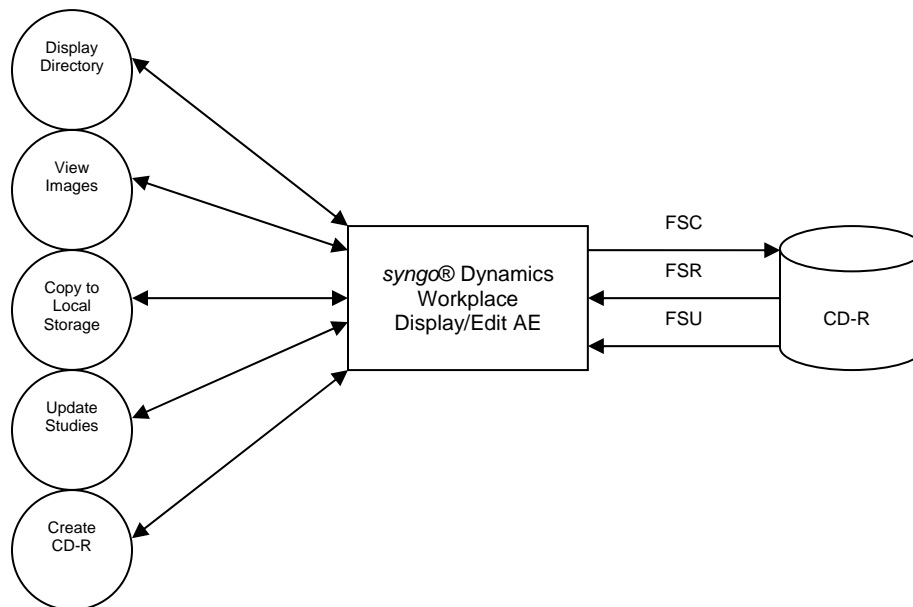 Display
Directory
View
Images
Copy to
Local
Storage
Update
Studies
Create
CD-R
syngo® Dynamics
Workplace
Display/Edit AE
FSC
FSR
FSU
CD-R